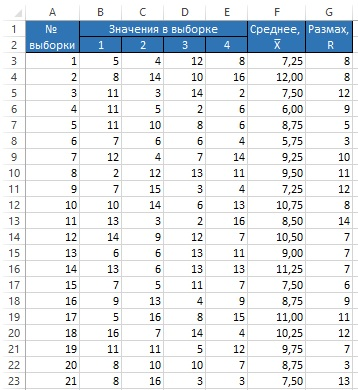 A B C D E F G
1 № Значения в выборке Среднее, Размах,
2 выборки 1 2 3 4 X̅ R
3 1 5 4 12 8 7,25 8
4 2 8 14 10 16 12,00 8
5 3 11 3 14 2 7,50 12
6 4 11 5 2 6 6,00 9
7 5 11 10 8 6 8,75 5
8 6 7 6 6 4 5,75 3
9 7 12 4 7 14 9,25 10
10 8 2 12 13 11 9,50 11
11 9 7 15 3 4 7,25 12
12 10 10 14 6 13 10,75 8
13 11 13 3 2 16 8,50 14
14 12 14 9 12 7 10,50 7
15 13 6 6 13 11 9,00 7
16 14 13 6 13 13 11,25 7
17 15 7 5 11 7 7,50 6
18 16 9 13 4 9 8,75 9
19 17 5 16 8 15 11,00 11
20 18 16 7 14 4 10,25 12
21 19 11 11 5 12 9,75 7
22 20 8 10 10 7 8,75 3
23 21 8 16 3 3 7,50 13